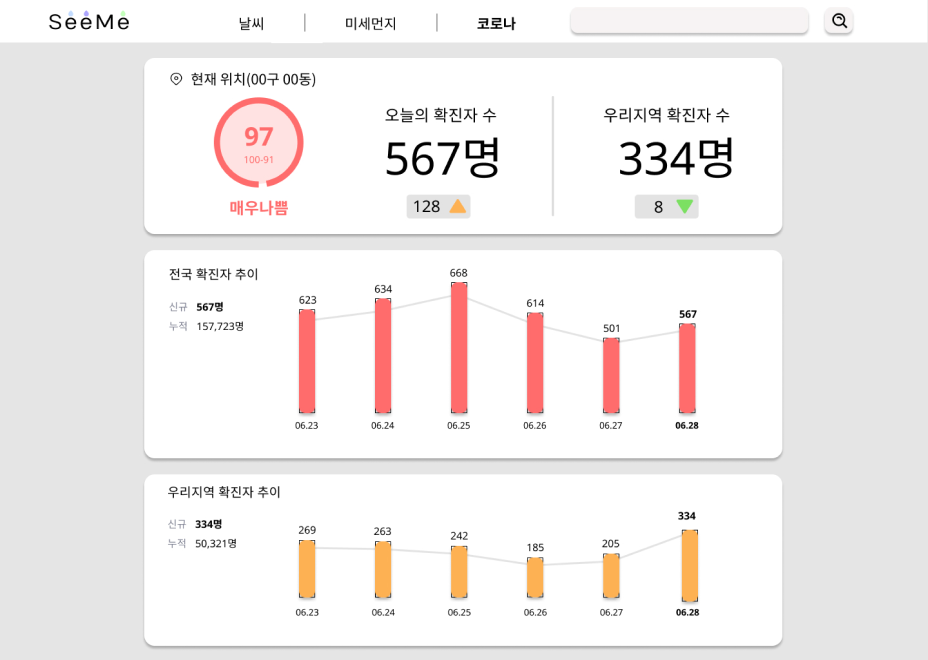 SeeMe
날씨
미세먼지
코로나
현재 위치(00구 00동)
97
100-91
매우나쁨
오늘의 확진자 수
567명
128
우리지역 확진자 수
334명
8
전국 확진자 추이
신규 567명
누적 157,723명
623
634
668
614
501
567
06.23
06.24
06.25
06.26
06.27
06.28
우리지역 확진자 추이
신규 334명
누적 50,321명
269
263
242
185
205
334
06.23
06.24
06.25
06.26
06.27
06.28